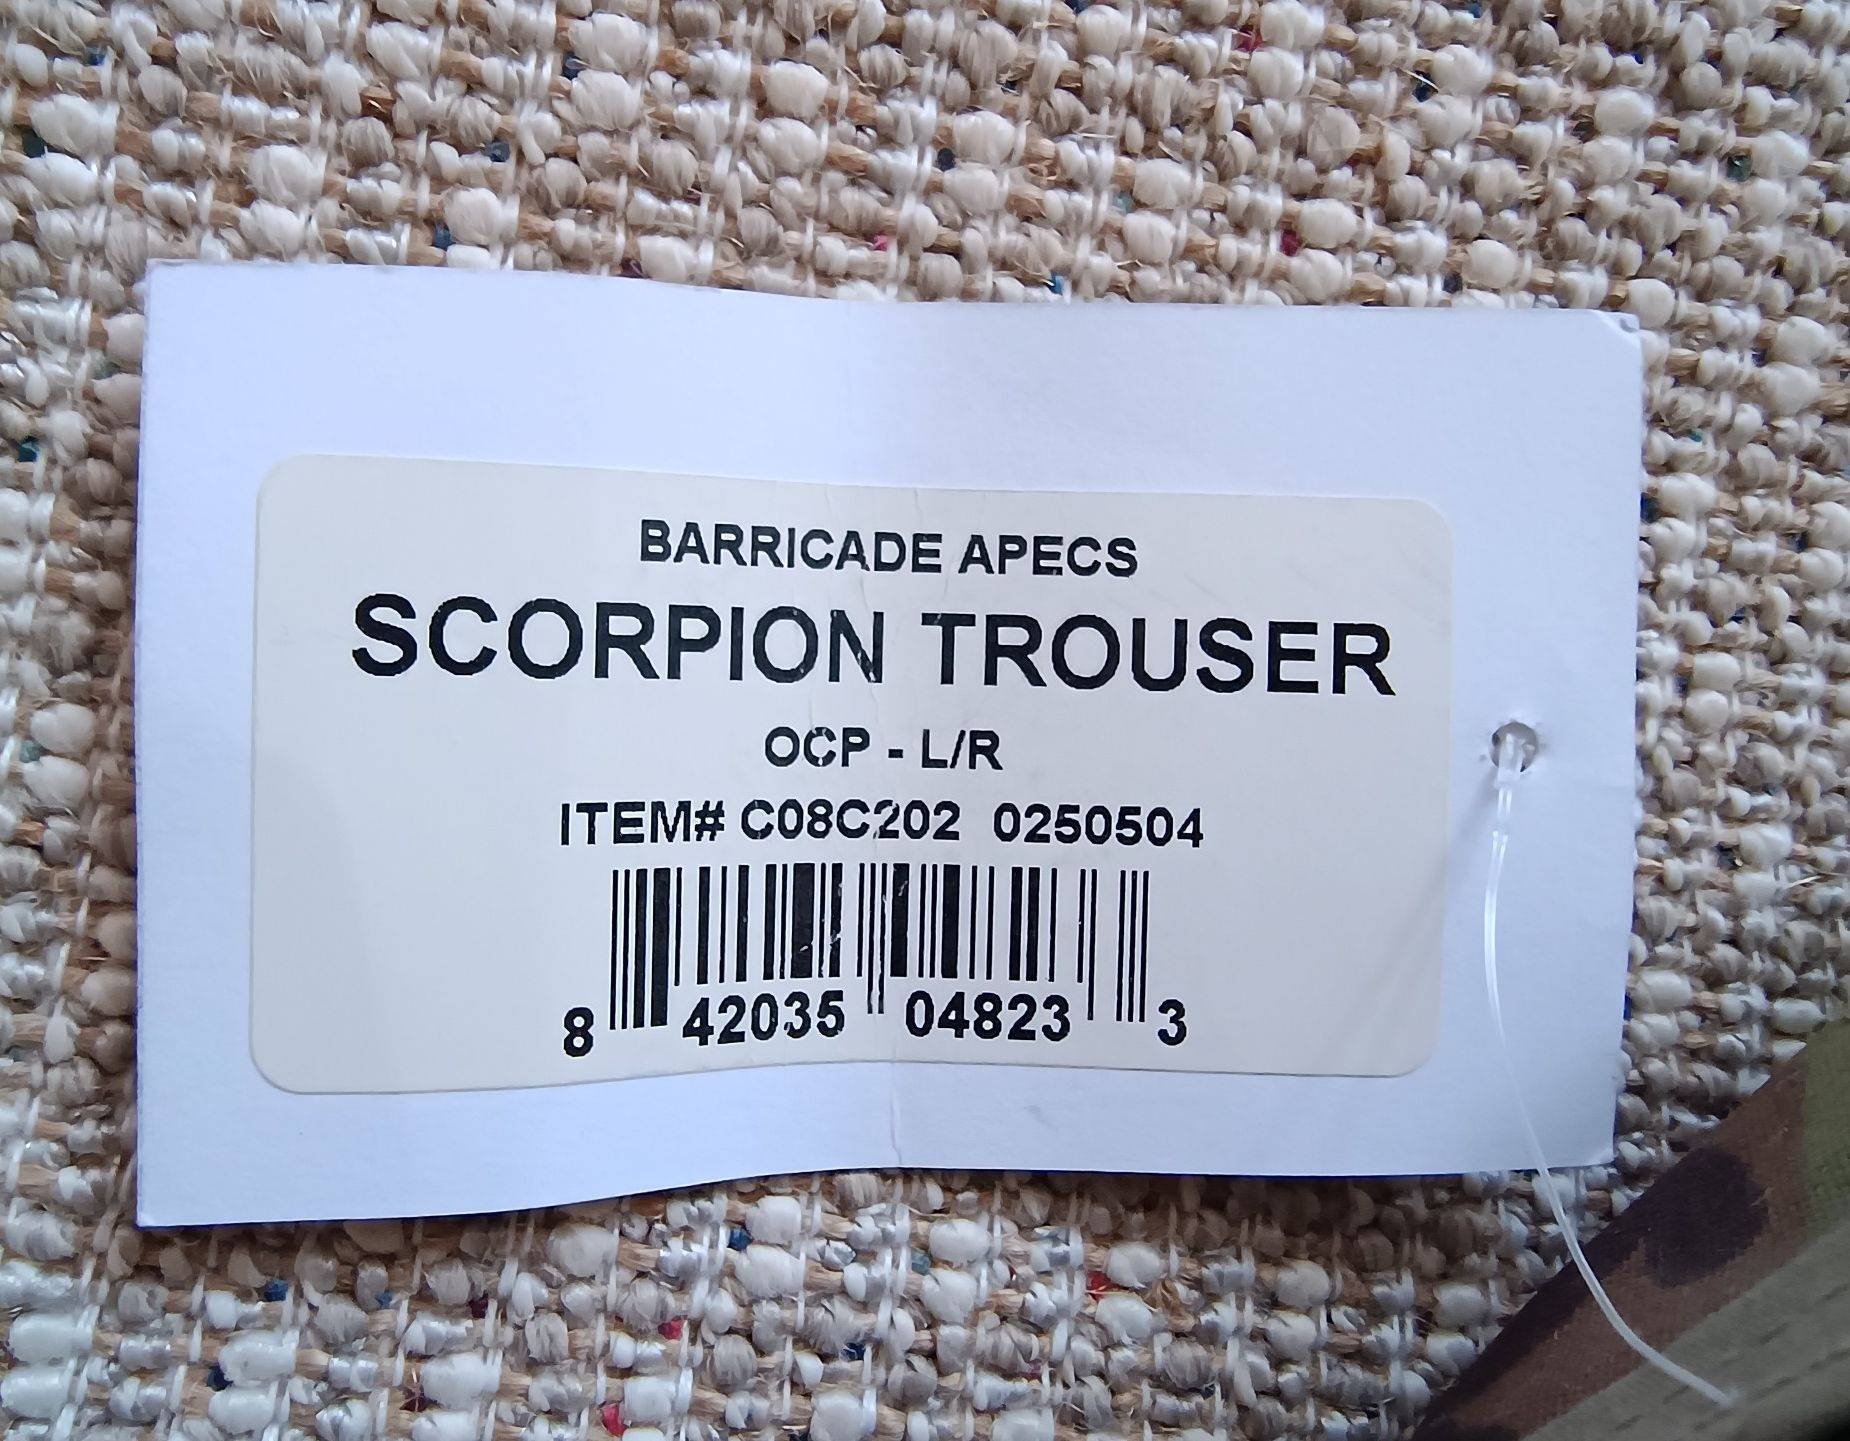 BARRICADE APECS
SCORPION TROUSER
OCP - L/R
ITEM# C08C202 0250504
8 42035 04823 3